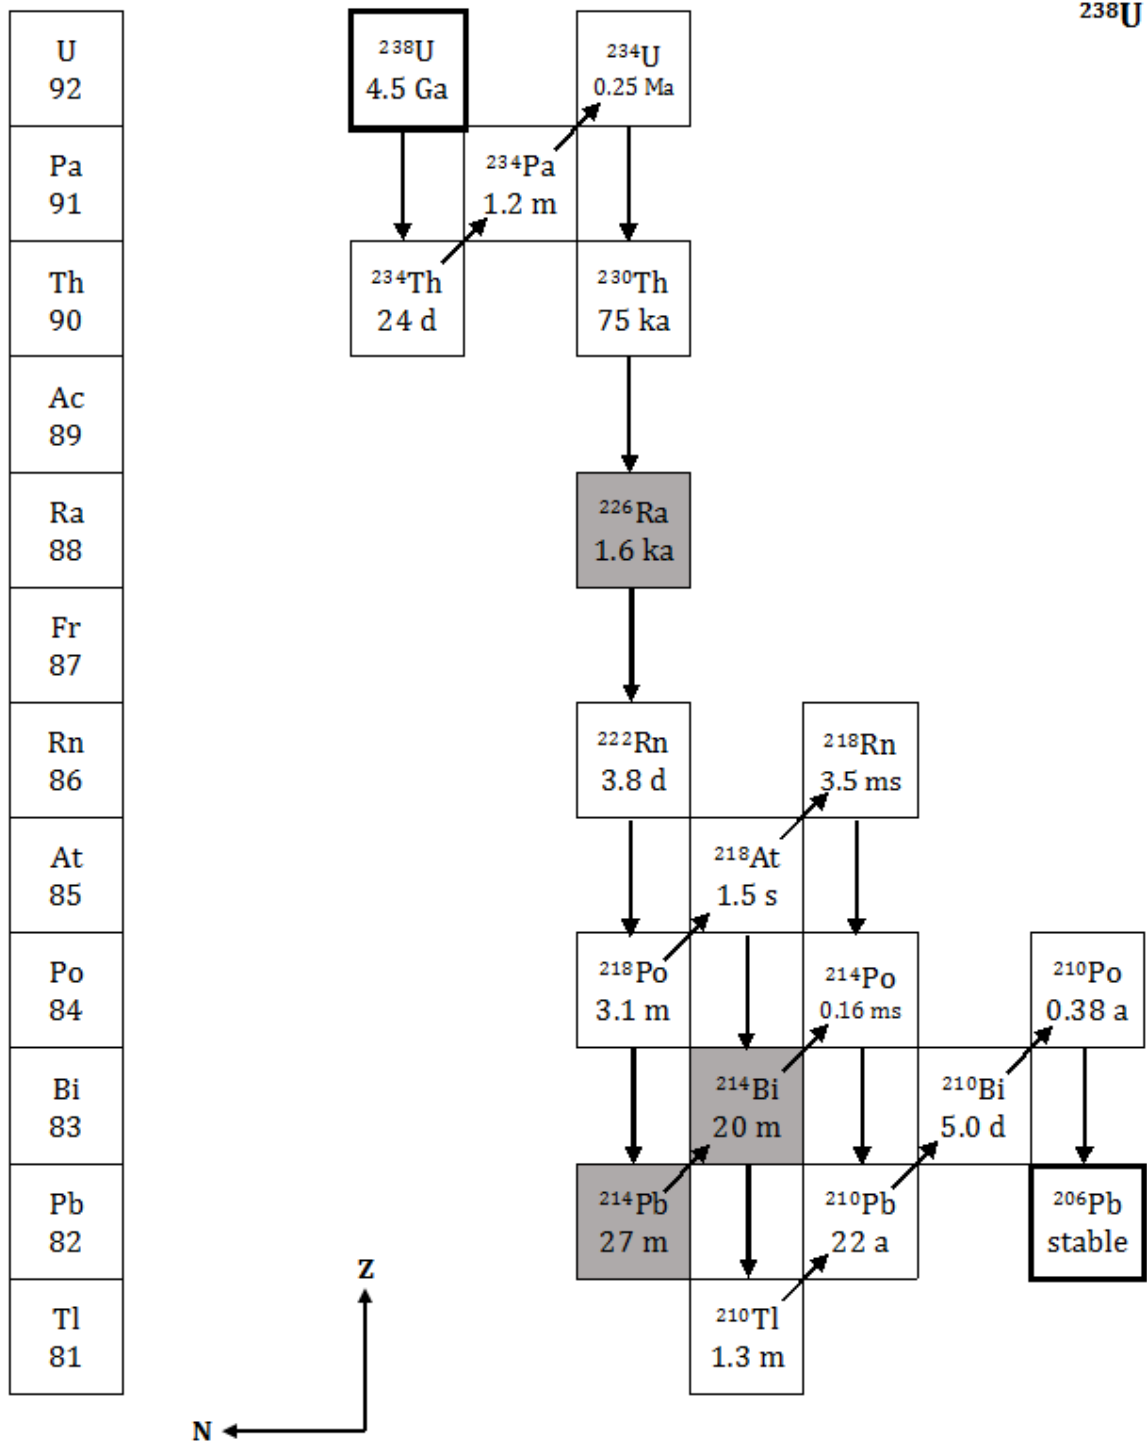 ²³⁸U
U
92
²³⁸U
4.5 Ga
²³⁴U
0.25 Ma
Pa
91
²³⁴Pa
1.2 m
Th
90
²³⁴Th
24 d
²³⁰Th
75 ka
Ac
89
Ra
88
²²⁶Ra
1.6 ka
Fr
87
Rn
86
²²²Rn
3.8 d
²¹⁸Rn
3.5 ms
At
85
²¹⁸At
1.5 s
Po
84
²¹⁸Po
3.1 m
²¹⁴Po
0.16 ms
²¹⁰Po
0.38 a
Bi
83
²¹⁴Bi
20 m
²¹⁰Bi
5.0 d
Pb
82
²¹⁴Pb
27 m
²¹⁰Pb
22 a
²⁰⁶Pb
stable
Tl
81
²¹⁰Tl
1.3 m
Z
N